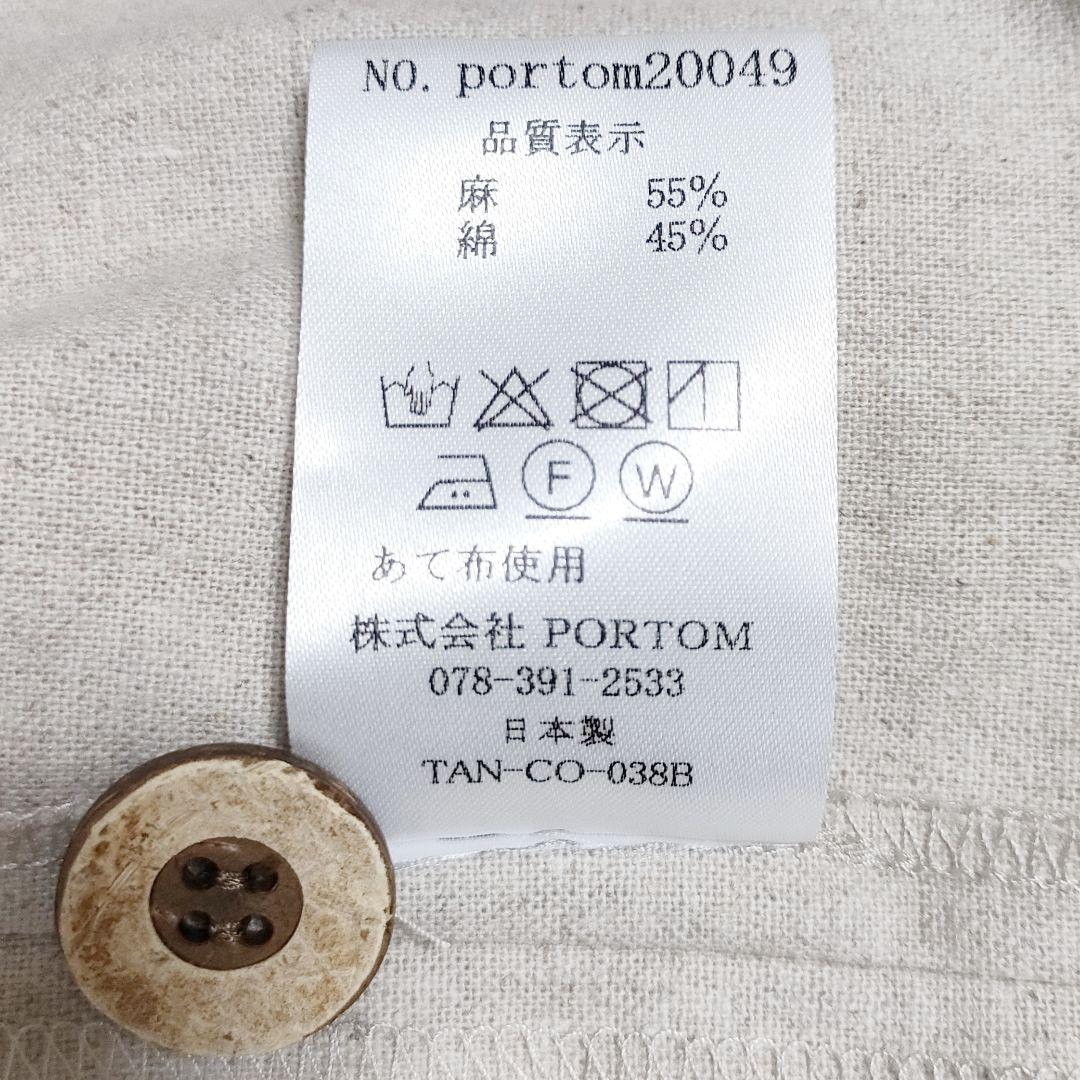 NO. portom20049
品質表示
麻 55%
綿 45%
F W
あて布使用
株式会社 PORTOM
078-391-2533
日本製
TAN-CO-038B